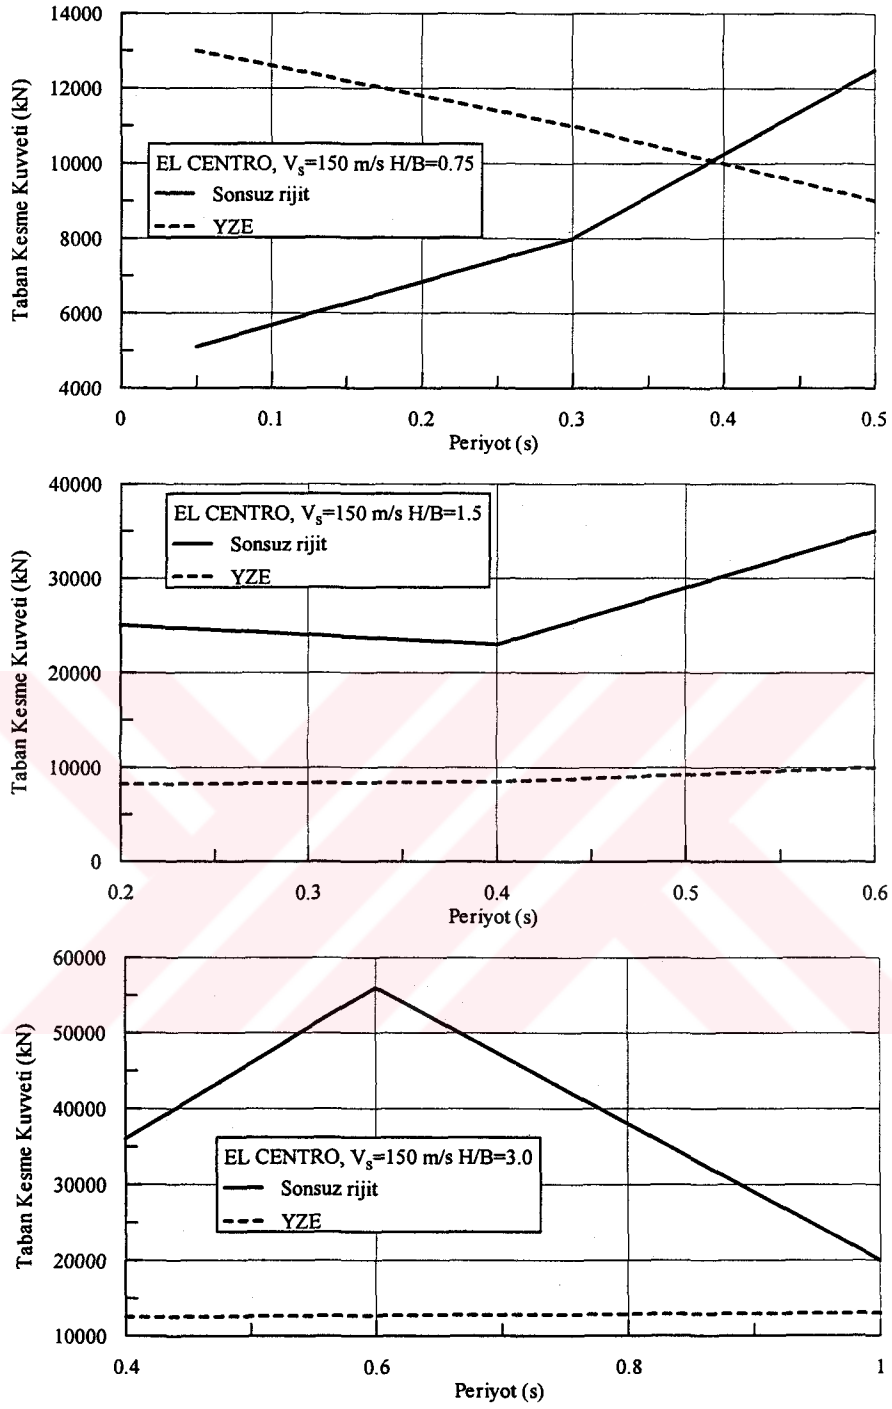 Taban Kesme Kuvveti (kN)
14000
12000
10000
8000
6000
4000
EL CENTRO, Vs=150 m/s H/B=0.75
Sonsuz rijit
YZE
0 0.1 0.2 0.3 0.4 0.5
Periyot (s)
Taban Kesme Kuvveti (kN)
40000
30000
20000
10000
0
EL CENTRO, Vs=150 m/s H/B=1.5
Sonsuz rijit
YZE
0.2 0.3 0.4 0.5 0.6
Periyot (s)
Taban Kesme Kuvveti (kN)
60000
50000
40000
30000
20000
10000
EL CENTRO, Vs=150 m/s H/B=3.0
Sonsuz rijit
YZE
0.4 0.6 0.8 1
Periyot (s)